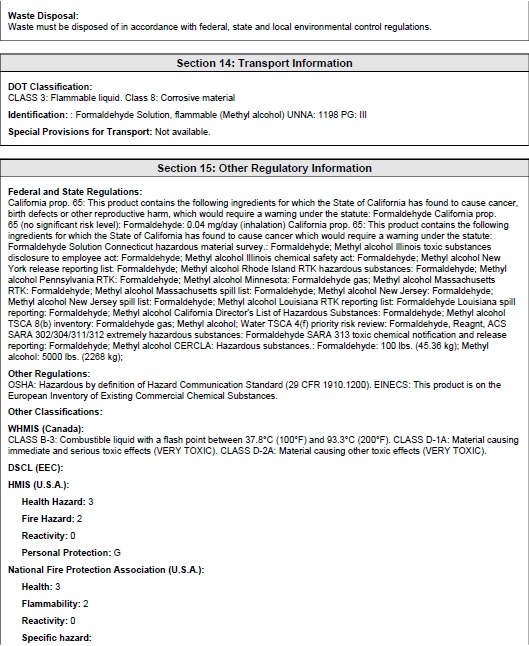 Waste Disposal:
Waste must be disposed of in accordance with federal, state and local environmental control regulations.
Section 14: Transport Information
DOT Classification:
CLASS 3: Flammable liquid. Class 8: Corrosive material
Identification: : Formaldehyde Solution, flammable (Methyl alcohol) UNNA: 1198 PG: III
Special Provisions for Transport: Not available.
Section 15: Other Regulatory Information
Federal and State Regulations:
California prop. 65: This product contains the following ingredients for which the State of California has found to cause cancer,
birth defects or other reproductive harm, which would require a warning under the statute: Formaldehyde California prop.
65 (no significant risk level): Formaldehyde: 0.04 mg/day (inhalation) California prop. 65: This product contains the following
ingredients for which the State of California has found to cause cancer which would require a warning under the statute:
Formaldehyde Solution Connecticut hazardous material survey.: Formaldehyde; Methyl alcohol Illinois toxic substances
disclosure to employee act: Formaldehyde; Methyl alcohol Illinois chemical safety act: Formaldehyde; Methyl alcohol New
York release reporting list: Formaldehyde; Methyl alcohol Rhode Island RTK hazardous substances: Formaldehyde; Methyl
alcohol Pennsylvania RTK: Formaldehyde; Methyl alcohol Minnesota: Formaldehyde gas; Methyl alcohol Massachusetts
RTK: Formaldehyde; Methyl alcohol Massachusetts spill list: Formaldehyde; Methyl alcohol New Jersey: Formaldehyde;
Methyl alcohol New Jersey spill list: Formaldehyde; Methyl alcohol Louisiana RTK reporting list: Formaldehyde Louisiana spill
reporting: Formaldehyde; Methyl alcohol California Director's List of Hazardous Substances: Formaldehyde; Methyl alcohol
TSCA 8(b) inventory: Formaldehyde gas; Methyl alcohol; Water TSCA 4(f) priority risk review: Formaldehyde, Reagnt, ACS
SARA 302/304/311/312 extremely hazardous substances: Formaldehyde SARA 313 toxic chemical notification and release
reporting: Formaldehyde; Methyl alcohol CERCLA: Hazardous substances.: Formaldehyde: 100 lbs. (45.36 kg); Methyl
alcohol: 5000 lbs. (2268 kg);
Other Regulations:
OSHA: Hazardous by definition of Hazard Communication Standard (29 CFR 1910.1200). EINECS: This product is on the
European Inventory of Existing Commercial Chemical Substances.
Other Classifications:
WHMIS (Canada):
CLASS B-3: Combustible liquid with a flash point between 37.8°C (100°F) and 93.3°C (200°F). CLASS D-1A: Material causing
immediate and serious toxic effects (VERY TOXIC). CLASS D-2A: Material causing other toxic effects (VERY TOXIC).
DSCL (EEC):
HMIS (U.S.A.):
Health Hazard: 3
Fire Hazard: 2
Reactivity: 0
Personal Protection: G
National Fire Protection Association (U.S.A.):
Health: 3
Flammability: 2
Reactivity: 0
Specific hazard: